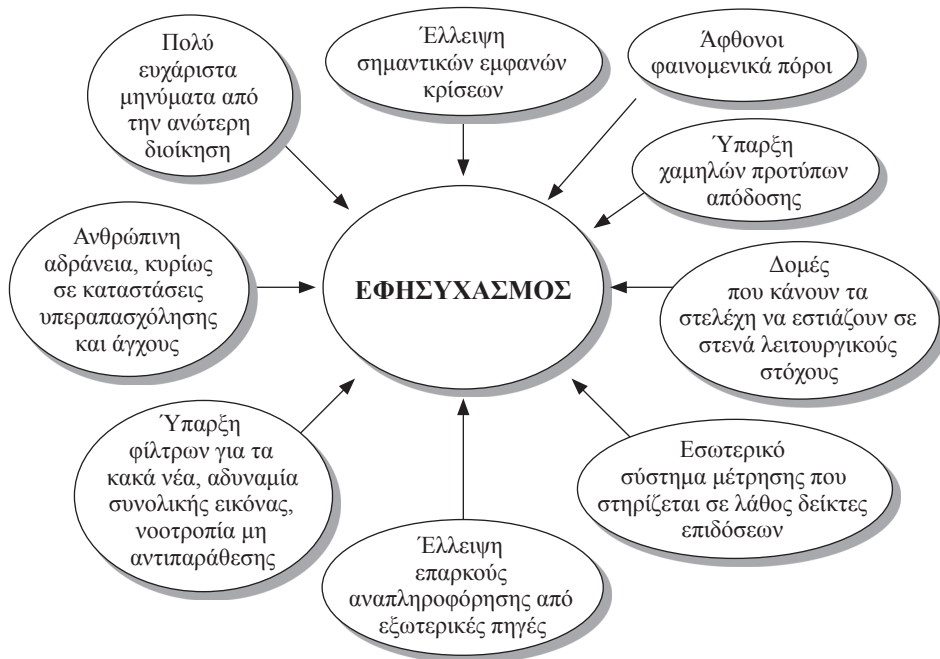 Πολύ
ευχάριστα
μηνύματα από
την ανώτερη
διοίκηση
Έλλειψη
σημαντικών εμφανών
κρίσεων
Άφθονοι
φαινομενικά πόροι
Ύπαρξη
χαμηλών προτύπων
απόδοσης
Ανθρώπινη
αδράνεια, κυρίως
σε καταστάσεις
υπεραπασχόλησης
και άγχους
ΕΦΗΣΥΧΑΣΜΟΣ
Δομές
που κάνουν τα
στελέχη να εστιάζουν σε
στενά λειτουργικούς
στόχους
Ύπαρξη
φίλτρων για τα
κακά νέα, αδυναμία
συνολικής εικόνας,
νοοτροπία μη
αντιπαράθεσης
Έλλειψη
επαρκούς
αναπληροφόρησης από
εξωτερικές πηγές
Εσωτερικό
σύστημα μέτρησης που
στηρίζεται σε λάθος δείκτες
επιδόσεων